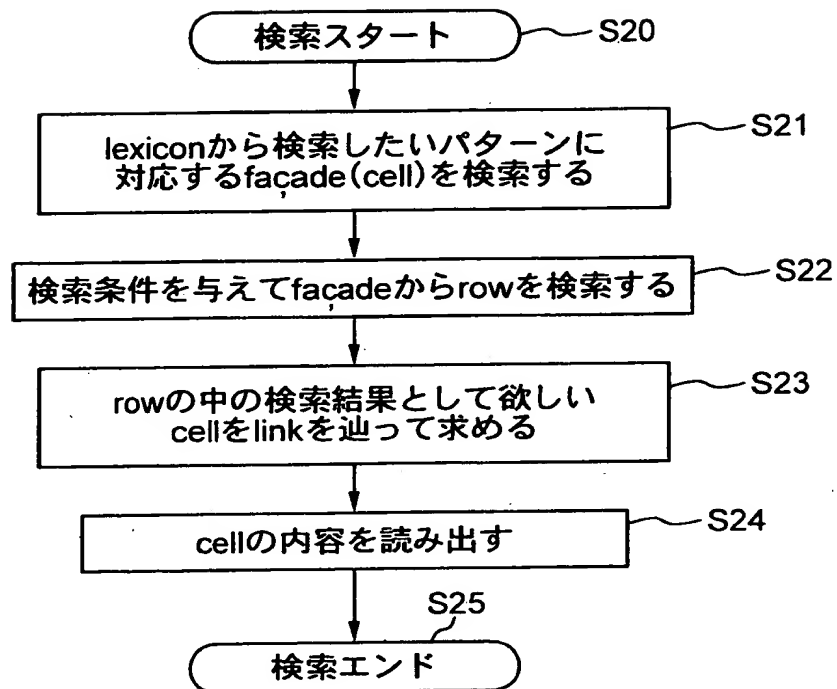 検索スタート
S20
lexiconから検索したいパターンに
対応するfaçade(cell)を検索する
S21
検索条件を与えてfaçadeからrowを検索する
S22
rowの中の検索結果として欲しい
cellをlinkを辿って求める
S23
cellの内容を読み出す
S24
S25
検索エンド